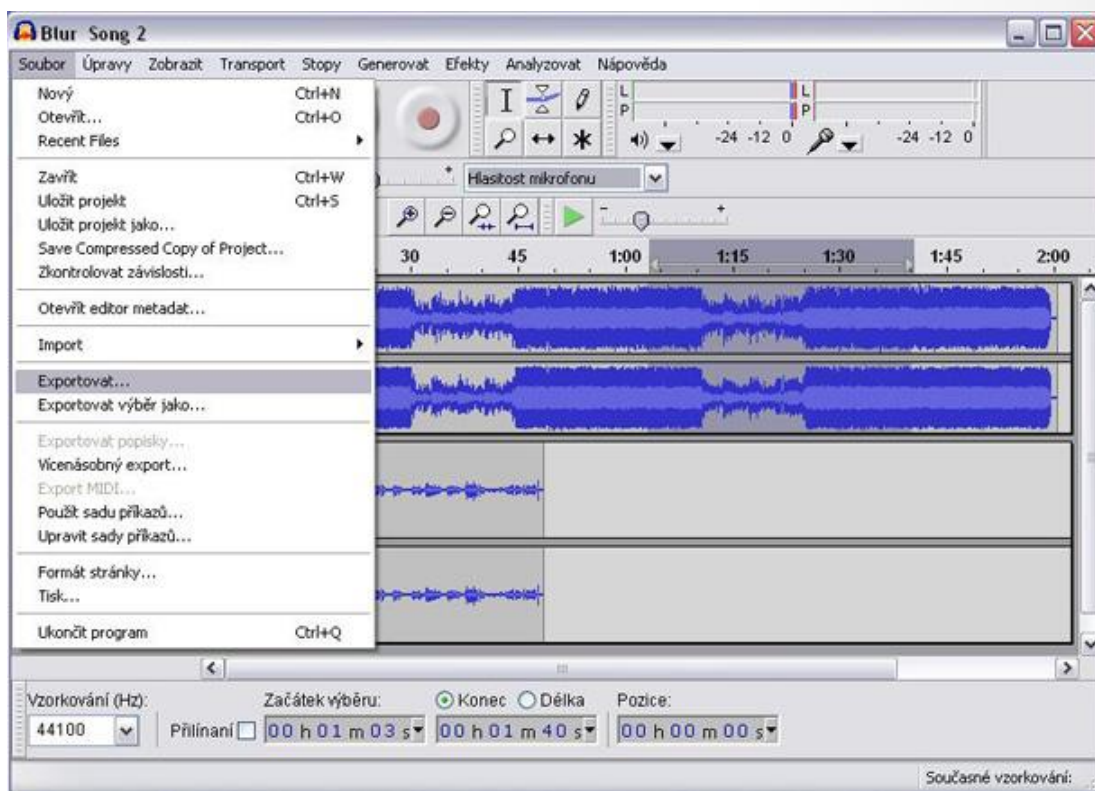 Blur Song 2
Soubor Úpravy Zobrazit Transport Stopy Generovat Efekty Analyzovat Nápověda
Nový Ctrl+N
Otevřít... Ctrl+O
Recent Files
Zavřít Ctrl+W
Uložit projekt Ctrl+S
Uložit projekt jako...
Save Compressed Copy of Project...
Zkontrolovat závislosti...
Otevřít editor metadat...
Import
Exportovat...
Exportovat výběr jako...
Exportovat popisky...
Vícenásobný export...
Export MIDI...
Použít sadu příkazů...
Upravit sady příkazů...
Formát stránky...
Tisk...
Ukončit program Ctrl+Q
L
P
L
P
-24 -12 0
-24 -12 0
Hlasitost mikrofonu
- +
30 45 1:00 1:15 1:30 1:45 2:00
Vzorkování (Hz): Začátek výběru: Konec Délka Pozice:
44100 Přilínaní 00 h 01 m 03 s 00 h 01 m 40 s 00 h 00 m 00 s
Současné vzorkování: